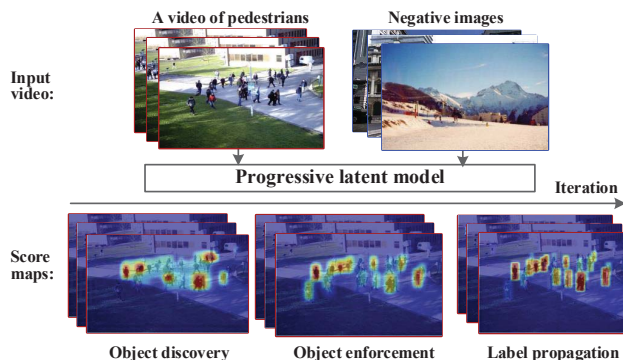 A video of pedestrians
Negative images
Input
video:
Progressive latent model
Iteration
Score
maps:
Object discovery
Object enforcement
Label propagation